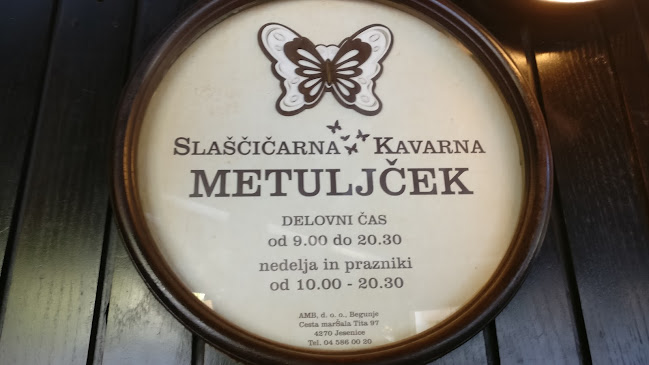 SLAŠČIČARNA KAVARNA
METULJČEK
DELOVNI ČAS
od 9.00 do 20.30
nedelja in prazniki
od 10.00 - 20.30
AMB, d. o. o., Begunje
Cesta maršala Tita 97
4270 Jesenice
Tel. 04 586 00 20